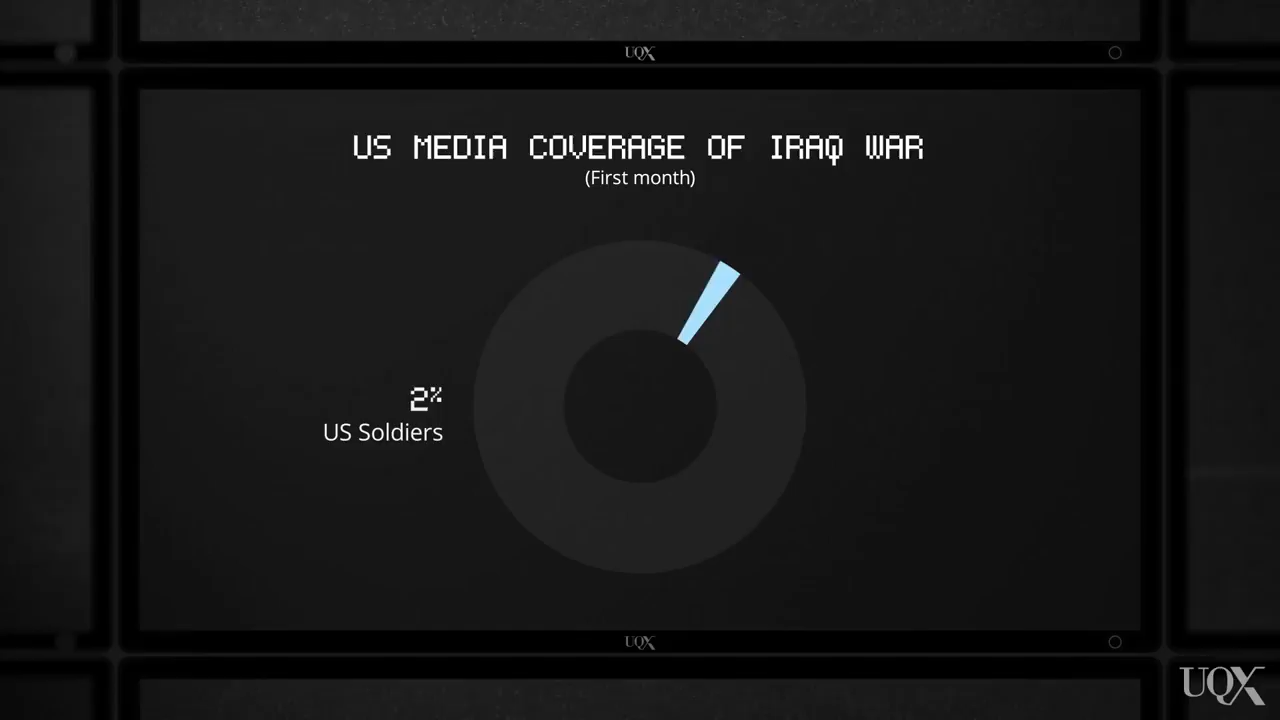 UQX
US MEDIA COVERAGE OF IRAQ WAR
(First month)
2%
US Soldiers
UQX
UQX